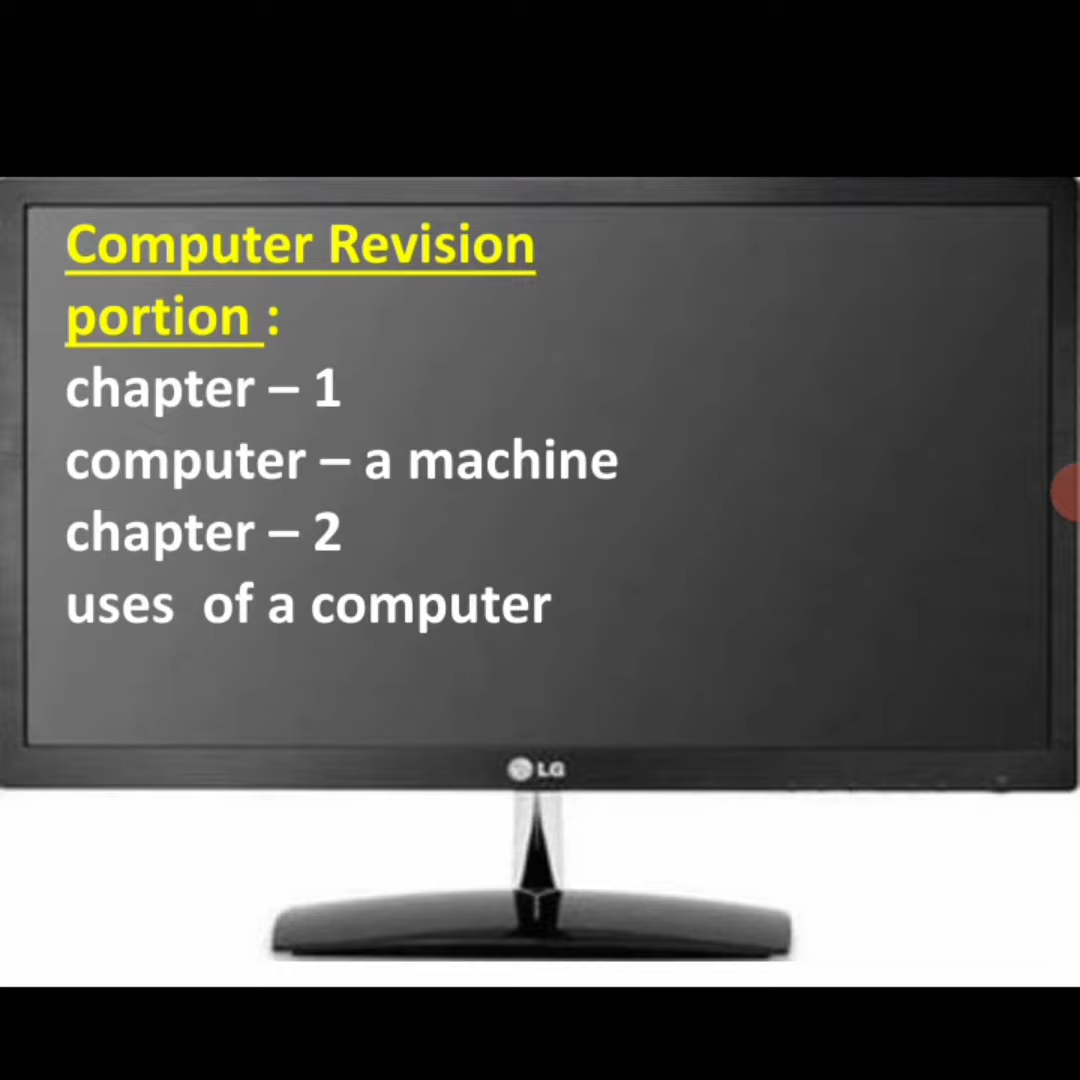 Computer Revision
portion :
chapter – 1
computer – a machine
chapter – 2
uses  of a computer
LG